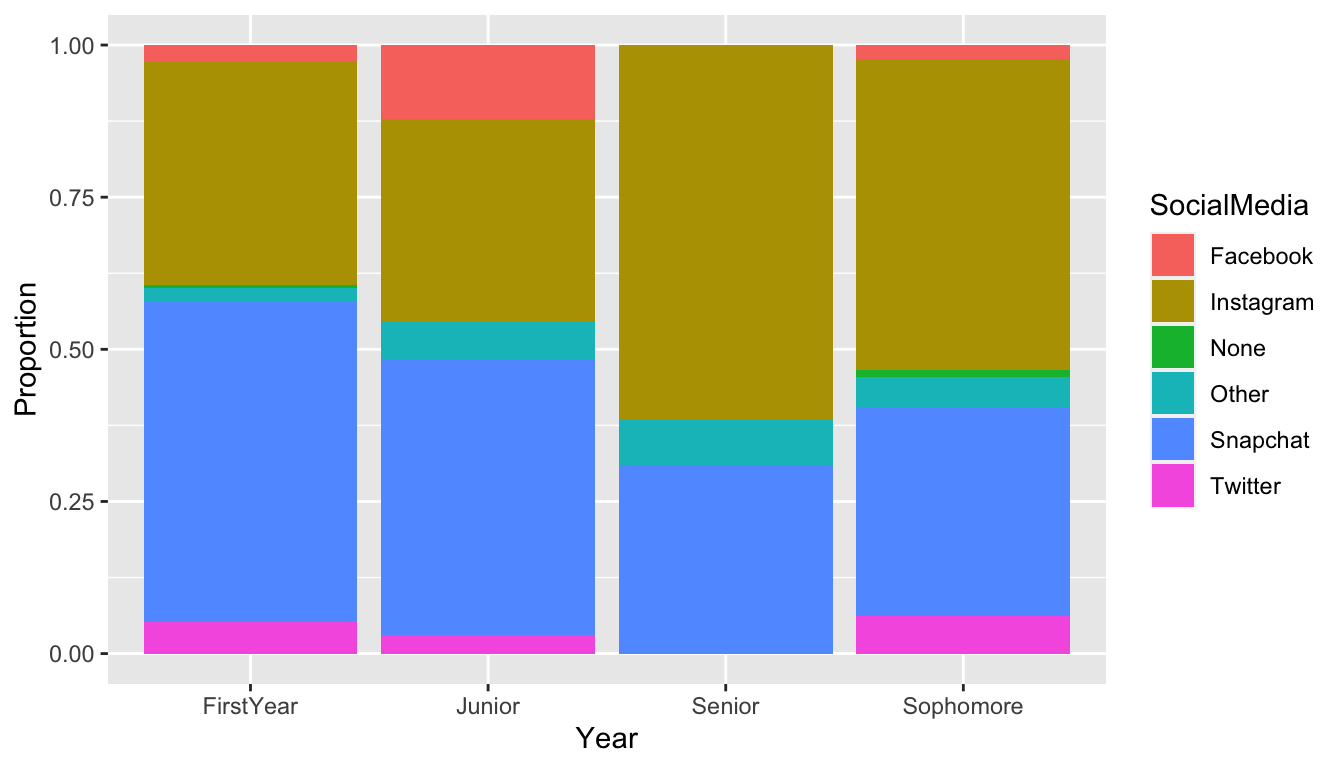 1.00
0.75
0.50
0.25
0.00
Proportion
FirstYear
Junior
Senior
Sophomore
Year
SocialMedia
Facebook
Instagram
None
Other
Snapchat
Twitter